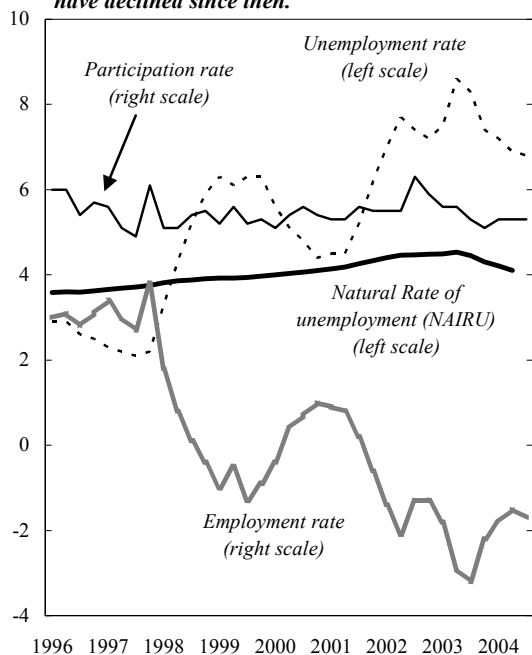 have declined since then.
10
Unemployment rate
(left scale)
Participation rate
(right scale)
8
6
4
Natural Rate of
unemployment (NAIRU)
(left scale)
2
0
Employment rate
(right scale)
-2
-4
1996 1997 1998 1999 2000 2001 2002 2003 2004